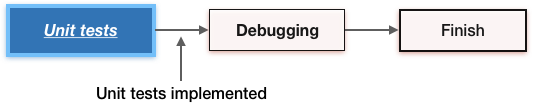 Unit tests
Debugging
Finish
Unit tests implemented